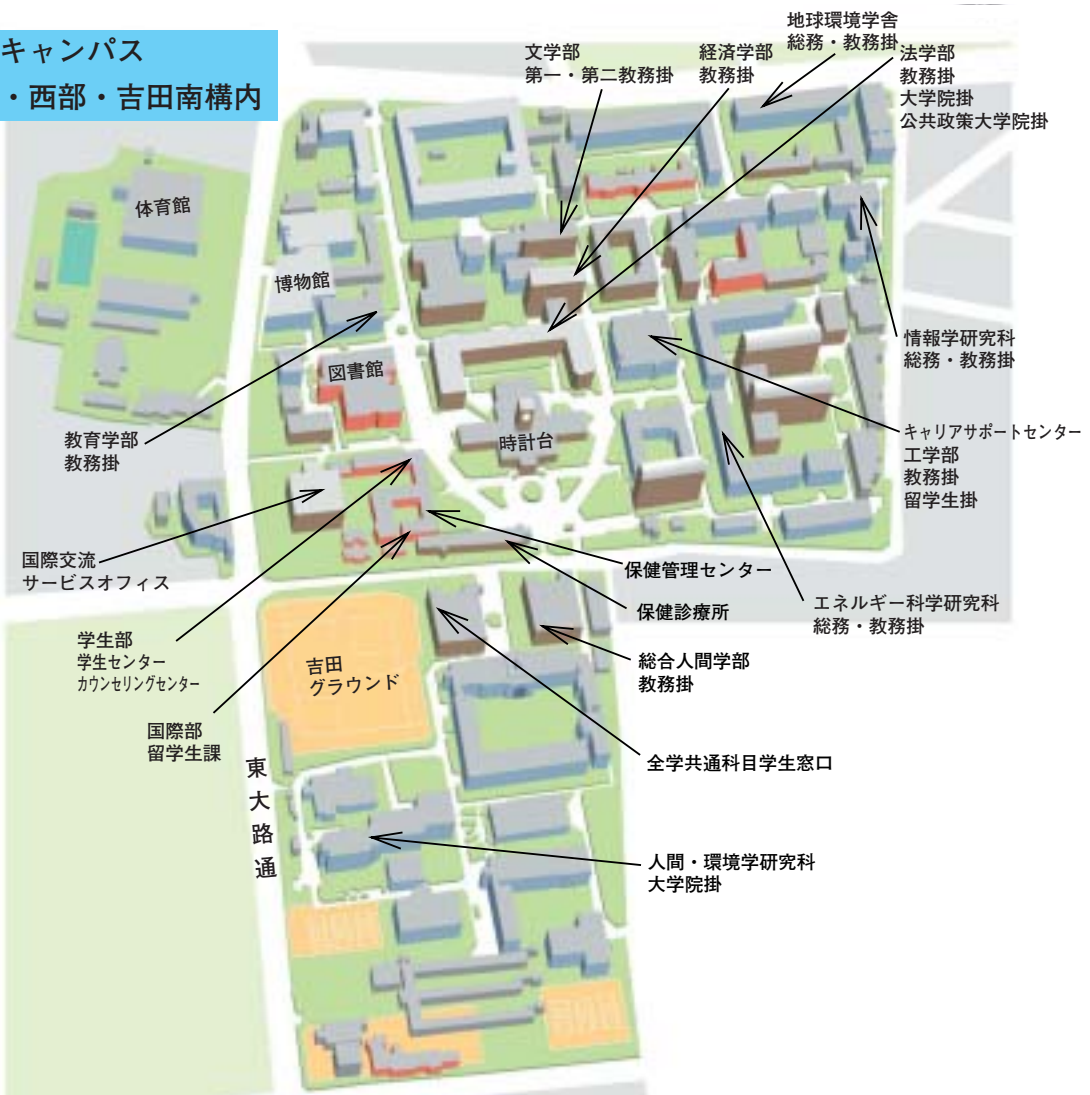 キャンパス
・西部・吉田南構内
文学部
第一・第二教務掛
経済学部
教務掛
地球環境学舎
総務・教務掛
法学部
教務掛
大学院掛
公共政策大学院掛
体育館
博物館
図書館
時計台
情報学研究科
総務・教務掛
教育学部
教務掛
キャリアサポートセンター
工学部
教務掛
留学生掛
国際交流
サービスオフィス
保健管理センター
保健診療所
エネルギー科学研究科
総務・教務掛
学生部
学生センター
カウンセリングセンター
吉田
グラウンド
総合人間学部
教務掛
国際部
留学生課
全学共通科目学生窓口
東大路通
人間・環境学研究科
大学院掛